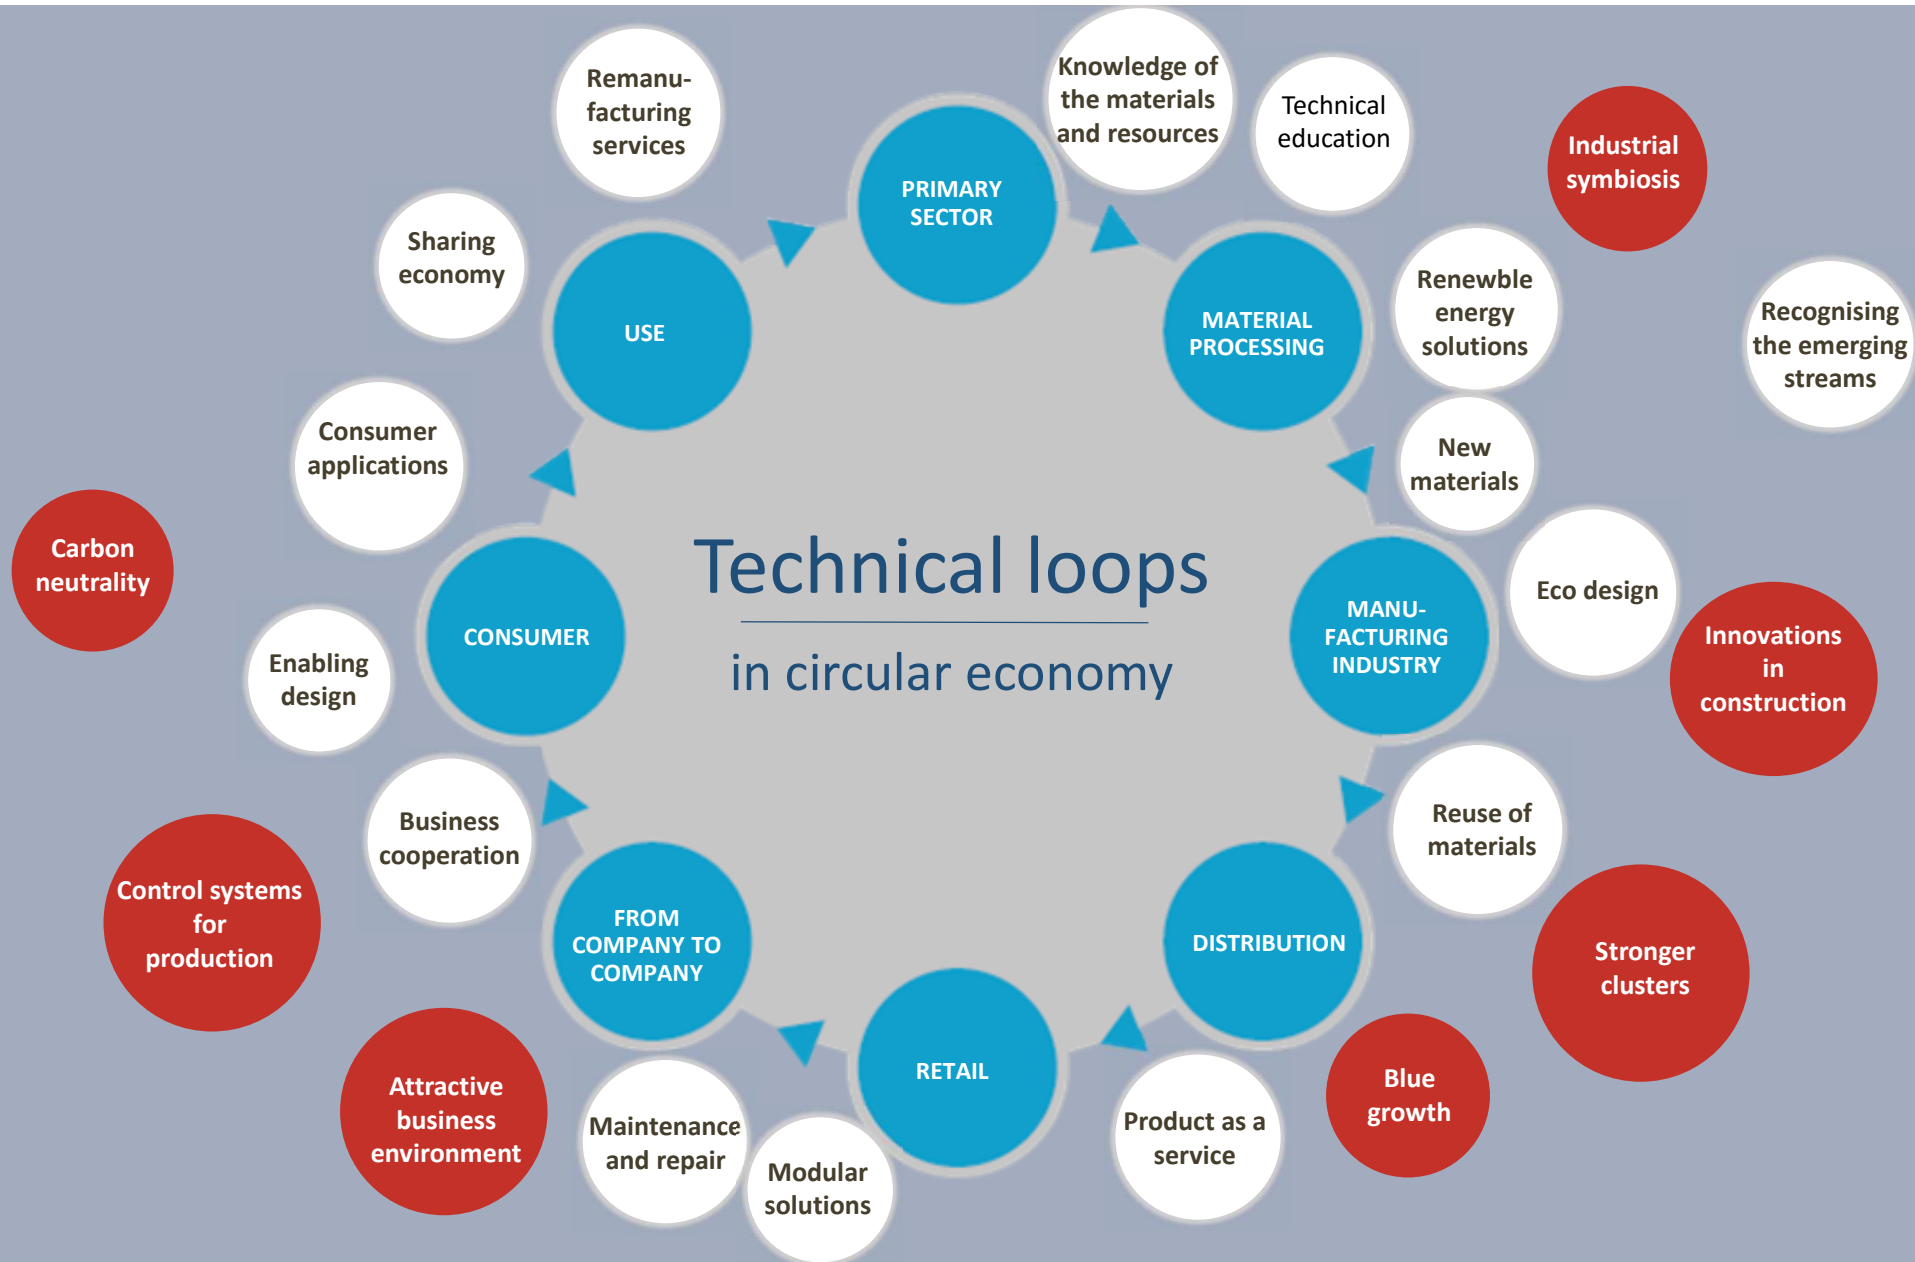 Technical loops
in circular economy
PRIMARY
SECTOR
Knowledge of
the materials
and resources
Technical
education
Industrial
symbiosis
MATERIAL
PROCESSING
Renewble
energy
solutions
Recognising
the emerging
streams
New
materials
MANU-
FACTURING
INDUSTRY
Eco design
Innovations
in
construction
Reuse of
materials
DISTRIBUTION
Stronger
clusters
Blue
growth
Product as a
service
RETAIL
Modular
solutions
Maintenance
and repair
FROM
COMPANY TO
COMPANY
Attractive
business
environment
Business
cooperation
Control systems
for
production
CONSUMER
Enabling
design
Carbon
neutrality
Consumer
applications
USE
Sharing
economy
Remanu-
facturing
services